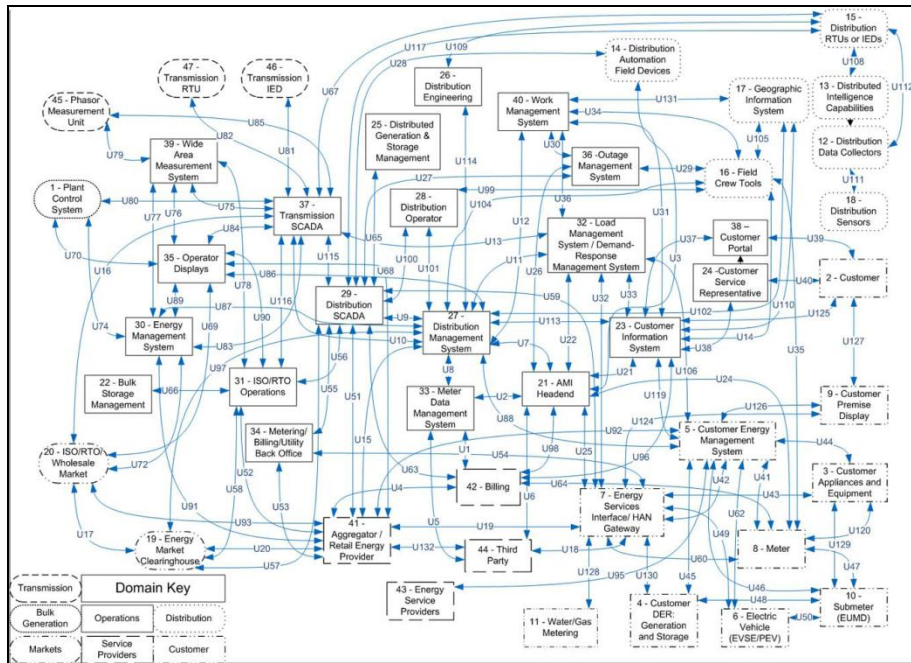 15 -
Distribution
RTUs or IEDs
U117
U109
U28
14 - Distribution
Automation
Field Devices
U108
47 -
Transmission
RTU
46 -
Transmission
IED
U67
26 -
Distribution
Engineering
40 - Work
Management
System
U131
17 - Geographic
Information
System
13 - Distributed
Intelligence
Capabilities
U112
45 - Phasor
Measurement
Unit
U85
U34
U82
25 - Distributed
Generation &
Storage
Management
U105
12 - Distribution
Data Collectors
39 - Wide
Area
Measurement
System
U81
U114
U30
36 -Outage
Management
System
U29
U79
U27
16 - Field
Crew Tools
U111
1 - Plant
Control
System
U80
U77
U76
U75
37 -
Transmission
SCADA
28 -
Distribution
Operator
U99
U104
U12
U36
18 -
Distribution
Sensors
U84
U65
U100
U101
U13
32 - Load
Management
System / Demand-
Response
Management System
U31
U37
38 –
Customer
Portal
U39
U70
U16
35 - Operator
Displays
U78
U86
U115
U68
U11
U26
U3
24 -Customer
Service
Representative
U40
2 - Customer
U89
U87
U90
U116
29 -
Distribution
SCADA
U59
U32
U33
U102
U110
U125
U74
30 - Energy
Management
System
U69
U83
U9
27 -
Distribution
Management
System
U113
23 - Customer
Information
System
U38
U14
U35
U127
U10
U22
U97
U56
U7
U21
U106
22 - Bulk
Storage
Management
U66
31 - ISO/RTO
Operations
U55
U51
U8
33 - Meter
Data
Management
System
U2
21 - AMI
Headend
U119
U24
9 - Customer
Premise
Display
U88
U124
U126
34 - Metering/
Billing/Utility
Back Office
U15
U92
5 - Customer Energy
Management
System
U44
20 - ISO/RTO/
Wholesale
Market
U72
U52
U58
U54
U1
U98
U25
U96
U63
U42
3 - Customer
Appliances and
Equipment
U53
U4
42 - Billing
U64
U41
U43
U91
U93
U6
7 - Energy
Services
Interface/ HAN
Gateway
U62
U17
41 -
Aggregator /
Retail Energy
Provider
U19
U5
U49
U120
19 - Energy
Market
Clearinghouse
U20
U132
44 - Third
Party
U18
U60
8 - Meter
U129
U57
U128
U95
U130
U45
U46
U47
Transmission
Domain Key
43 - Energy
Service
Providers
U48
10 -
Submeter
(EUMD)
Bulk
Generation
Operations
Distribution
11 - Water/Gas
Metering
4 - Customer
DER:
Generation
and Storage
6 - Electric
Vehicle
(EVSE/PEV)
U50
Markets
Service
Providers
Customer